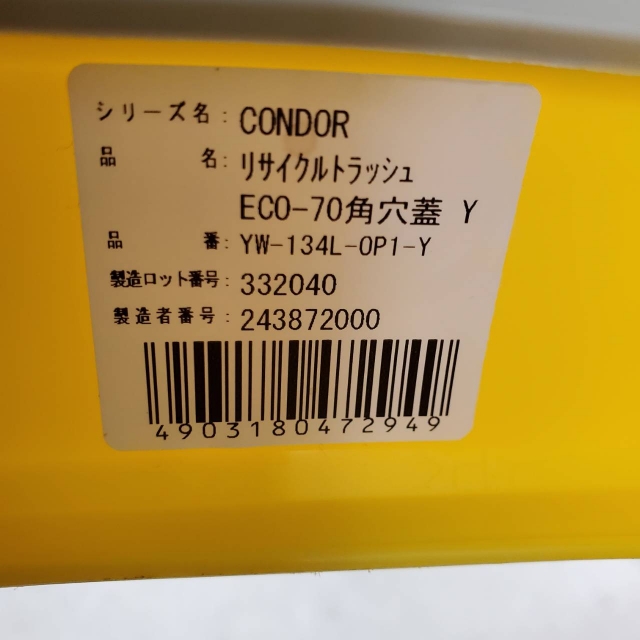 シリーズ名: CONDOR
品 名: リサイクルトラッシュ
ECO-70角穴蓋 Y
品 番: YW-134L-OP1-Y
製造ロット番号: 332040
製造者番号: 243872000
4903180472949